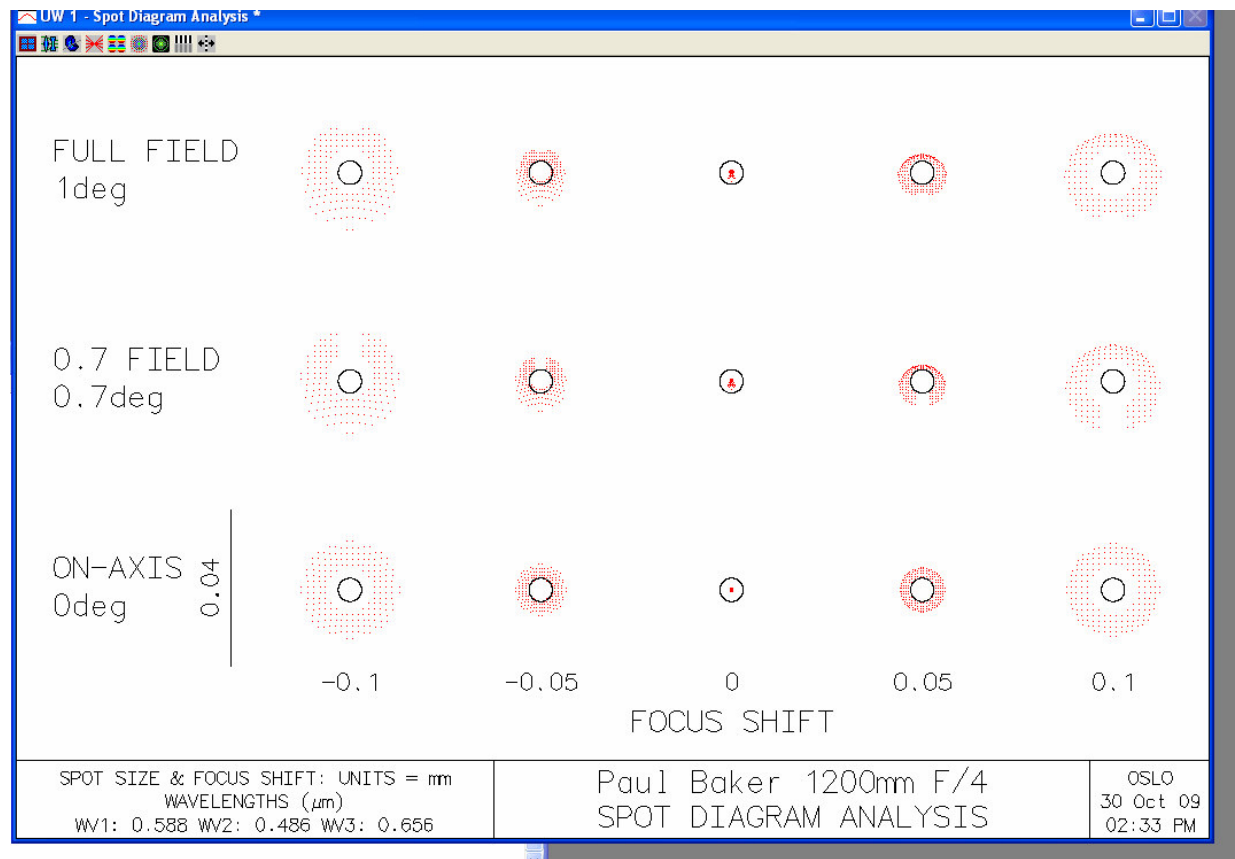 UW 1 - Spot Diagram Analysis *
FULL FIELD
1deg
0.7 FIELD
0.7deg
ON-AXIS
0deg
0.04
-0.1 -0.05 0 0.05 0.1
FOCUS SHIFT
SPOT SIZE & FOCUS SHIFT: UNITS = mm
WAVELENGTHS (µm)
WV1: 0.588 WV2: 0.486 WV3: 0.656
Paul Baker 1200mm F/4
SPOT DIAGRAM ANALYSIS
OSLO
30 Oct 09
02:33 PM